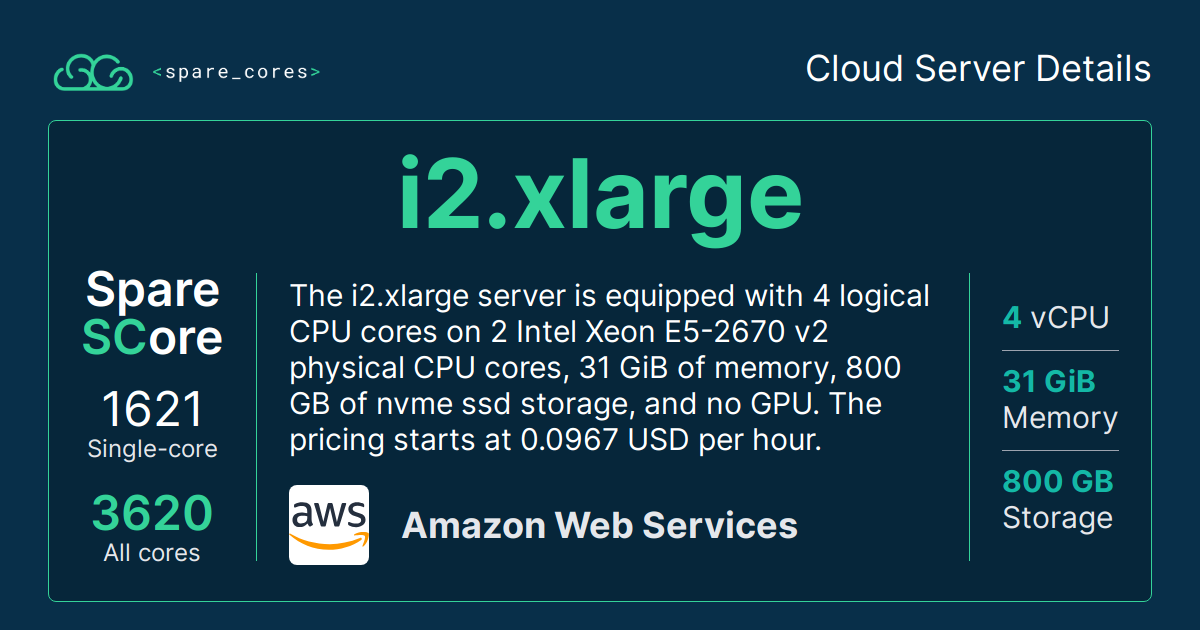 <spare_cores>
Cloud Server Details
i2.xlarge
Spare
SCore
1621
Single-core
3620
All cores
The i2.xlarge server is equipped with 4 logical
CPU cores on 2 Intel Xeon E5-2670 v2
physical CPU cores, 31 GiB of memory, 800
GB of nvme ssd storage, and no GPU. The
pricing starts at 0.0967 USD per hour.
aws
Amazon Web Services
4 vCPU
31 GiB
Memory
800 GB
Storage